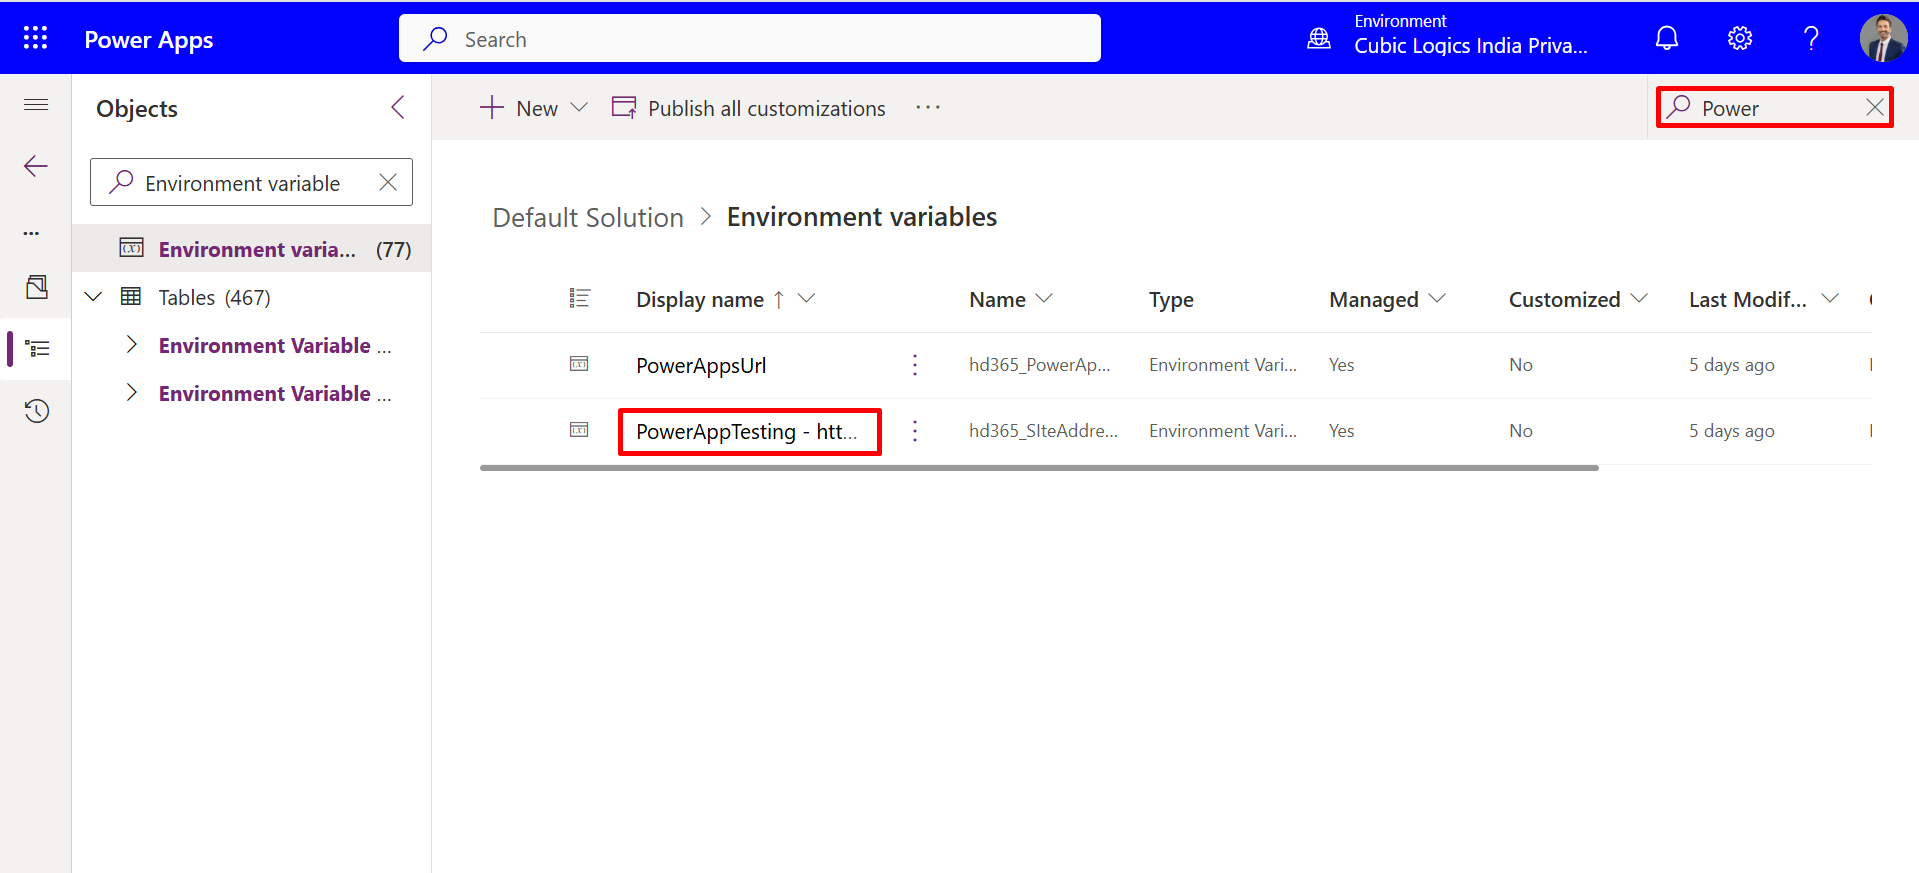 Power Apps
Search
Environment
Cubic Logics India Priva...
Objects
New
Publish all customizations
Power
Environment variable
Default Solution > Environment variables
Environment varia... (77)
Tables (467)
Environment Variable ...
Environment Variable ...
Display name Name Type Managed Customized Last Modif...
PowerAppsUrl hd365_PowerAp... Environment Vari... Yes No 5 days ago
PowerAppTesting - htt... hd365_SIteAddre... Environment Vari... Yes No 5 days ago